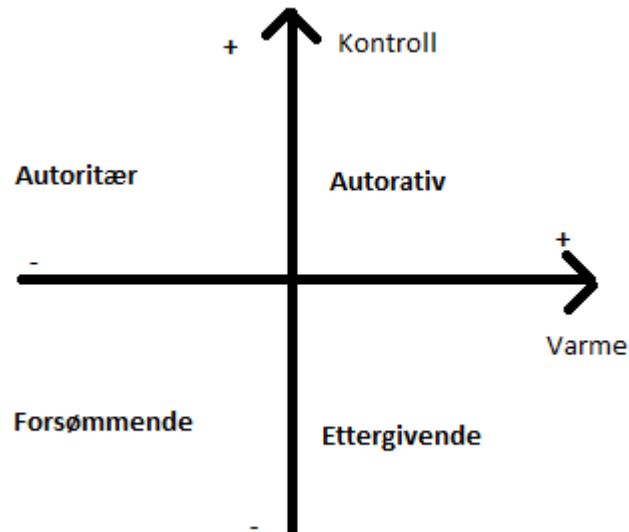 + Kontroll
Autoritær Autorativ
- +
Varme
Forsømmende Ettergivende
-